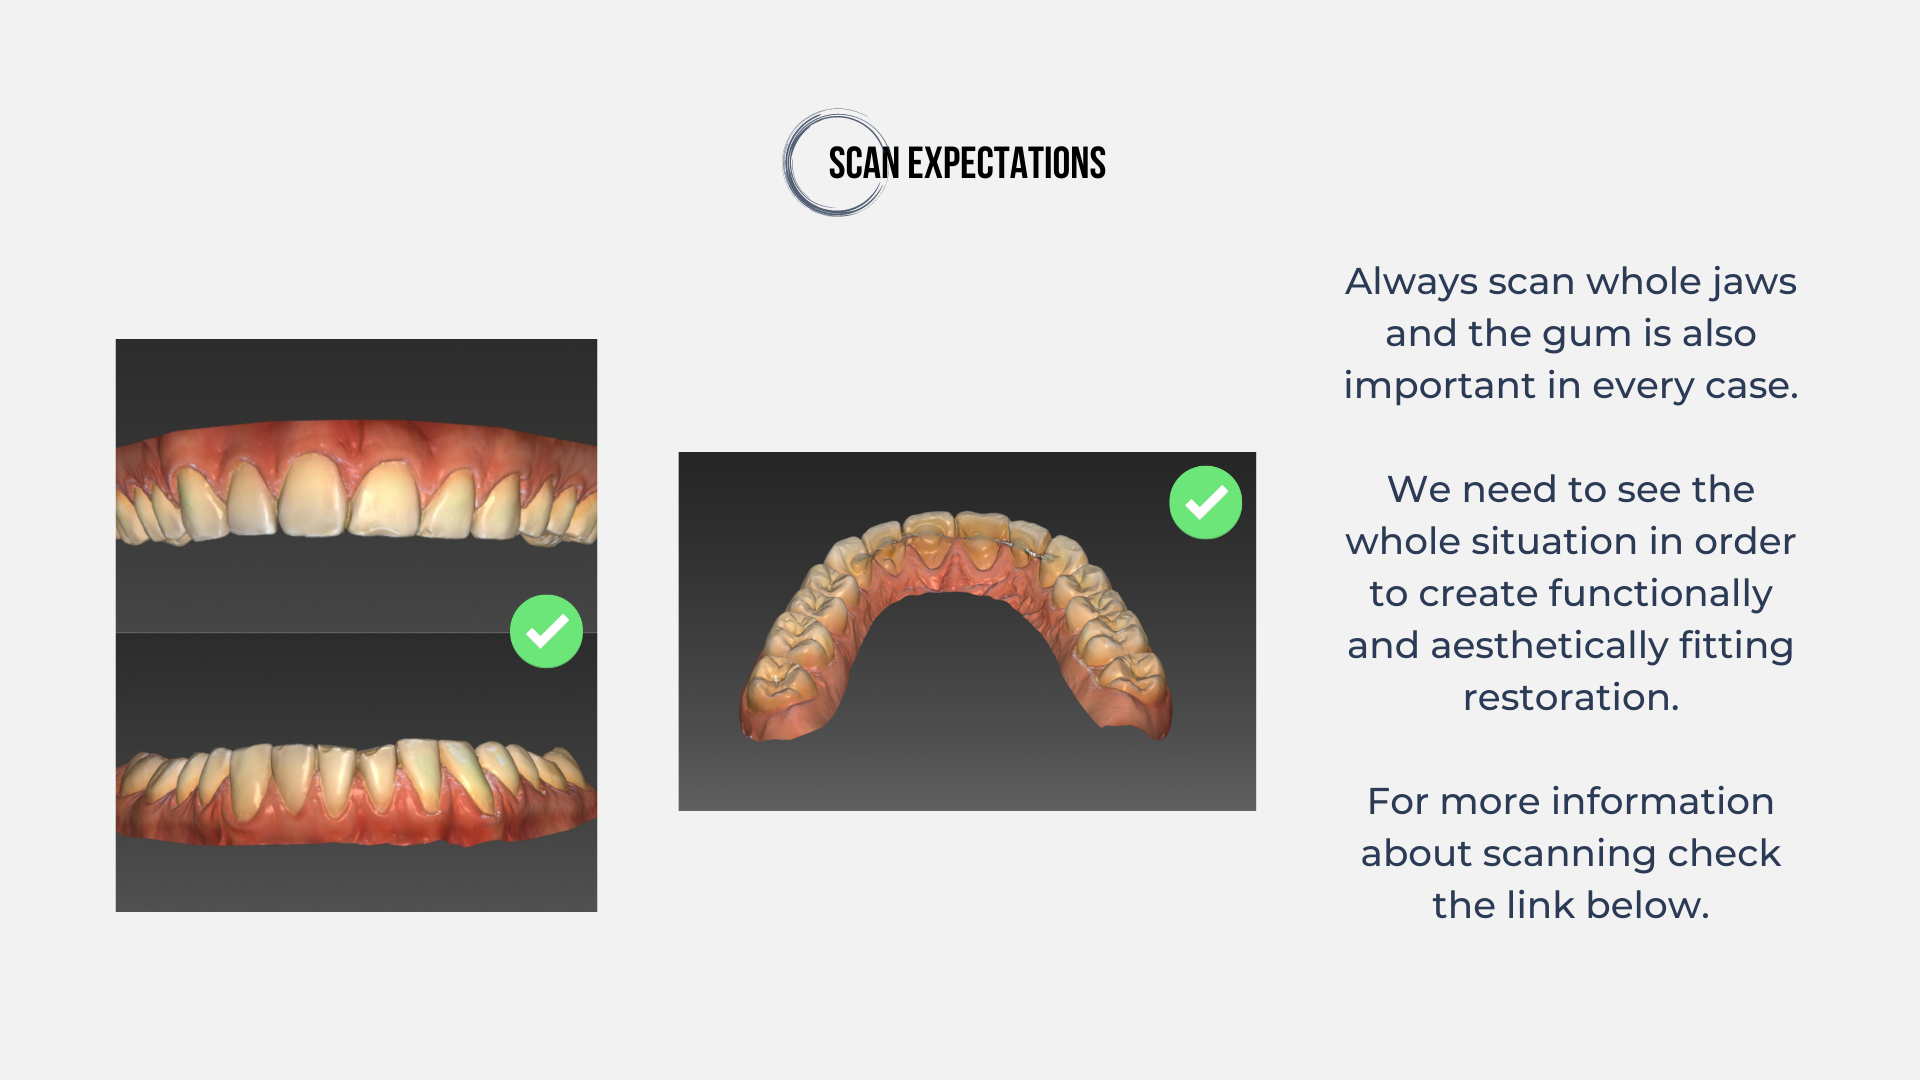 SCAN EXPECTATIONS
Always scan whole jaws
and the gum is also
important in every case.
We need to see the
whole situation in order
to create functionally
and aesthetically fitting
restoration.
For more information
about scanning check
the link below.